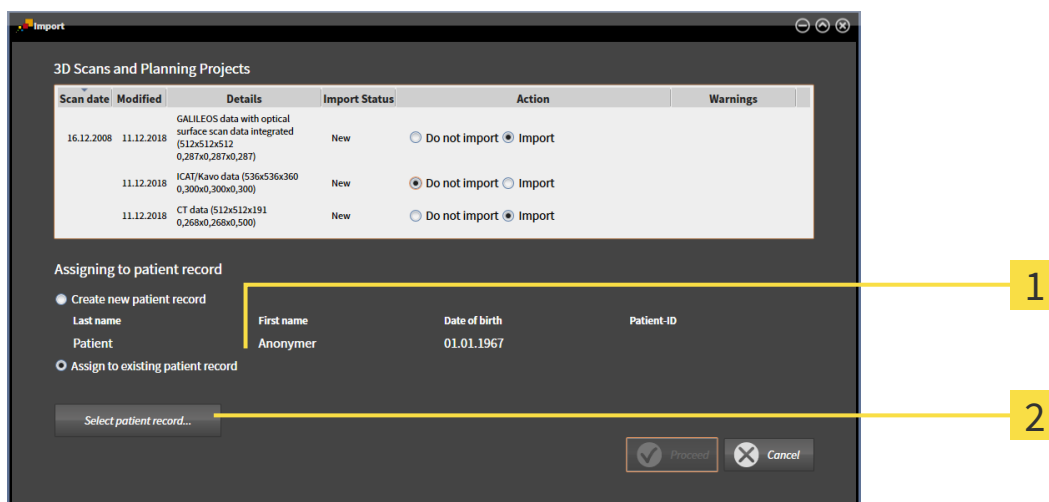 Import
3D Scans and Planning Projects
Scan date Modified Details Import Status Action Warnings
GALILEOS data with optical
surface scan data integrated
(512x512x512
0,287x0,287x0,287)
16.12.2008 11.12.2018 New Do not import Import
ICAT/Kavo data (536x536x360
0,300x0,300x0,300)
11.12.2018 New Do not import Import
CT data (512x512x191
0,268x0,268x0,500)
11.12.2018 New Do not import Import
Assigning to patient record
1
Create new patient record
Last name First name Date of birth Patient-ID
Patient Anonymer 01.01.1967
Assign to existing patient record
Select patient record...
2
Proceed Cancel